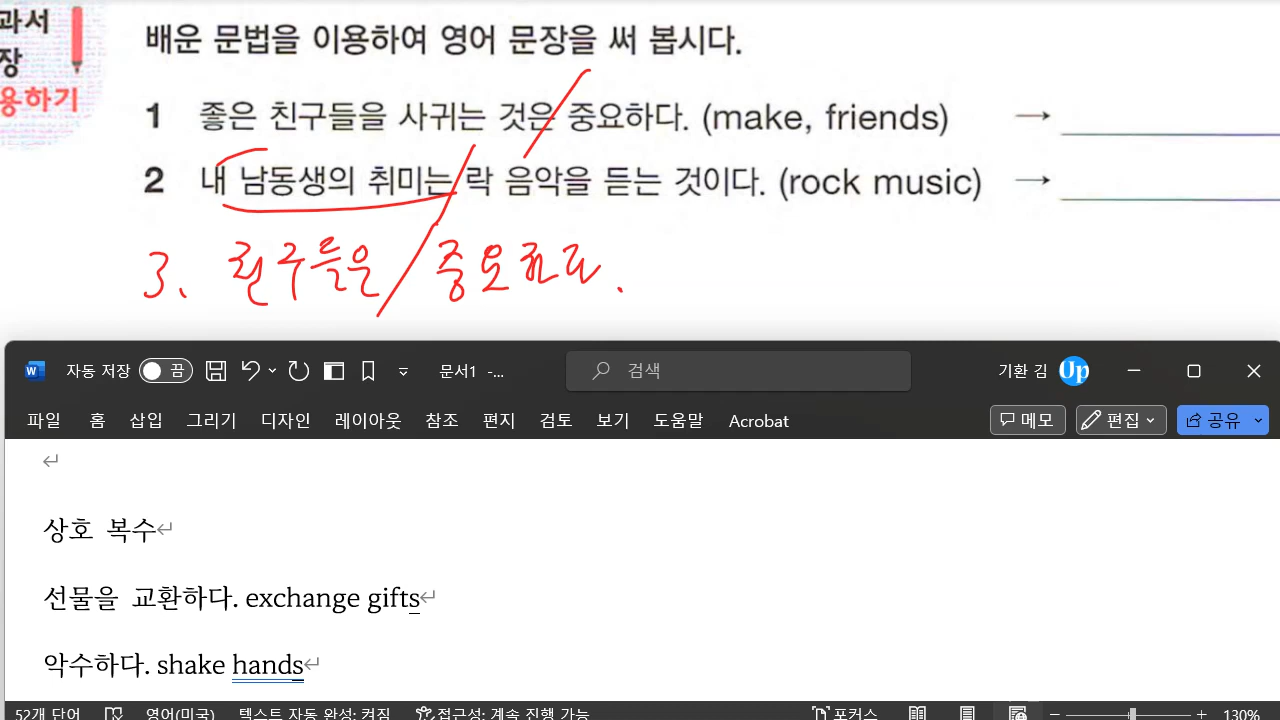 과서
배운 문법을 이용하여 영어 문장을 써 봅시다.
장
용하기
1 좋은 친구들을 사귀는 것은 중요하다. (make, friends) →
2 내 남동생의 취미는 락 음악을 듣는 것이다. (rock music) →
3. 친구들은 / 중요하다.
자동 저장 끔 문서1 -... 검색 기환 김 Up
파일 홈 삽입 그리기 디자인 레이아웃 참조 편지 검토 보기 도움말 Acrobat 메모 편집 공유
상호 복수
선물을 교환하다. exchange gifts
악수하다. shake hands
52개 단어 영어(미국) 텍스트 자동 완성: 켜짐 접근성: 계속 진행 가능 포커스 130%